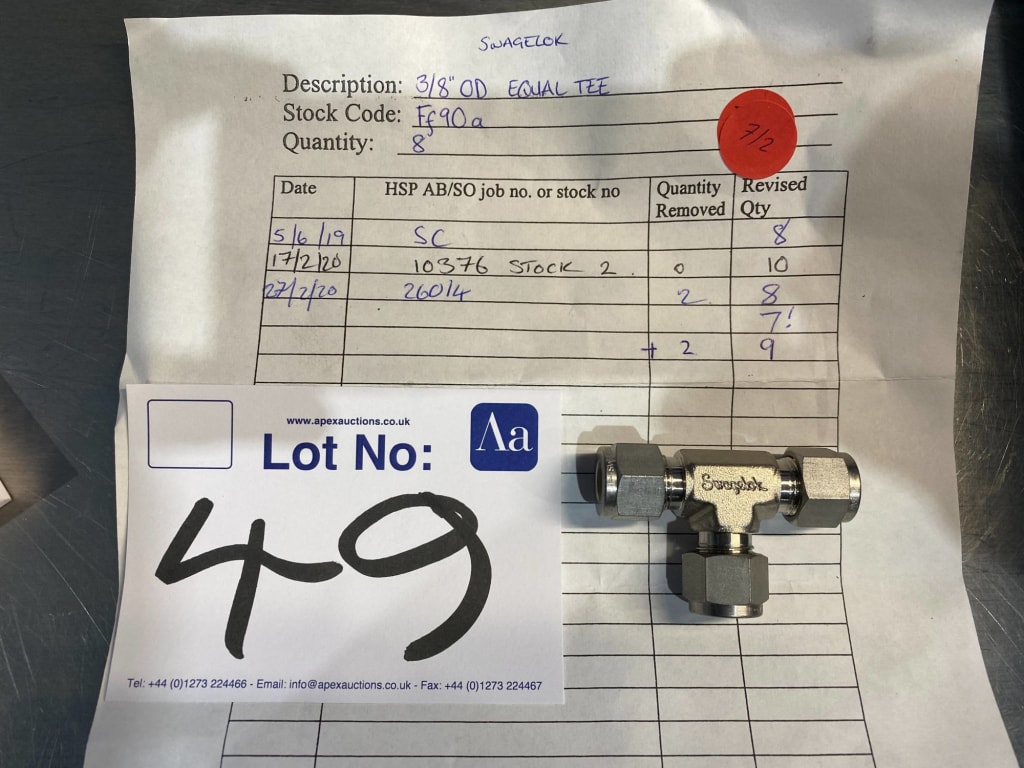 SWAGELOK
Description: 3/8" OD EQUAL TEE
Stock Code: Ff90a
Quantity: 8
7/2
Date HSP AB/SO job no. or stock no Quantity Removed Revised Qty
5/6/19 SC 8
17/2/20 10376 STOCK 2 0 10
27/2/20 26014 2 8
7!
+ 2 9
www.apexauctions.co.uk
Lot No:
Aa
49
Tel: +44 (0)1273 224466 - Email: info@apexauctions.co.uk - Fax: +44 (0)1273 224467
Swagelok